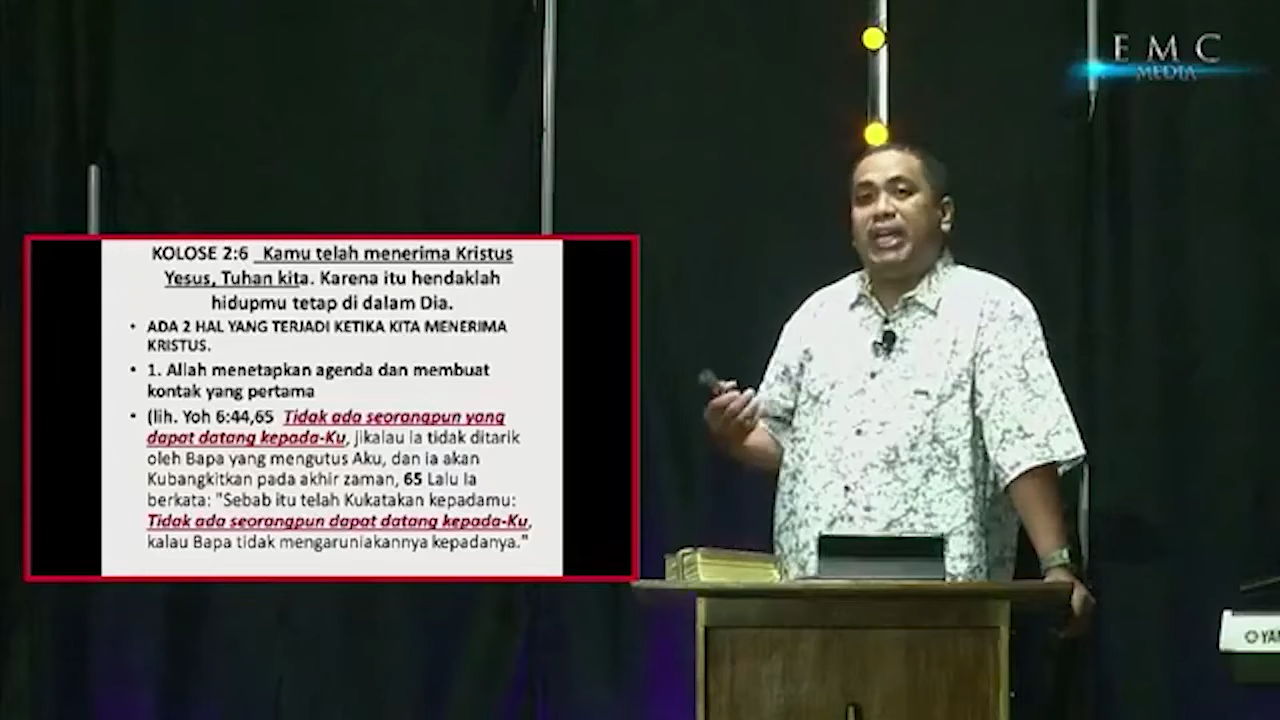 E M C
MEDIA
KOLOSE 2:6 Kamu telah menerima Kristus
Yesus, Tuhan kita. Karena itu hendaklah
hidupmu tetap di dalam Dia.
• ADA 2 HAL YANG TERJADI KETIKA KITA MENERIMA
KRISTUS.
• 1. Allah menetapkan agenda dan membuat
kontak yang pertama
• (lih. Yoh 6:44,65 Tidak ada seorangpun yang
dapat datang kepada-Ku, jikalau Ia tidak ditarik
oleh Bapa yang mengutus Aku, dan ia akan
Kubangkitkan pada akhir zaman, 65 Lalu Ia
berkata: "Sebab itu telah Kukatakan kepadamu:
Tidak ada seorangpun dapat datang kepada-Ku,
kalau Bapa tidak mengaruniakannya kepadanya."